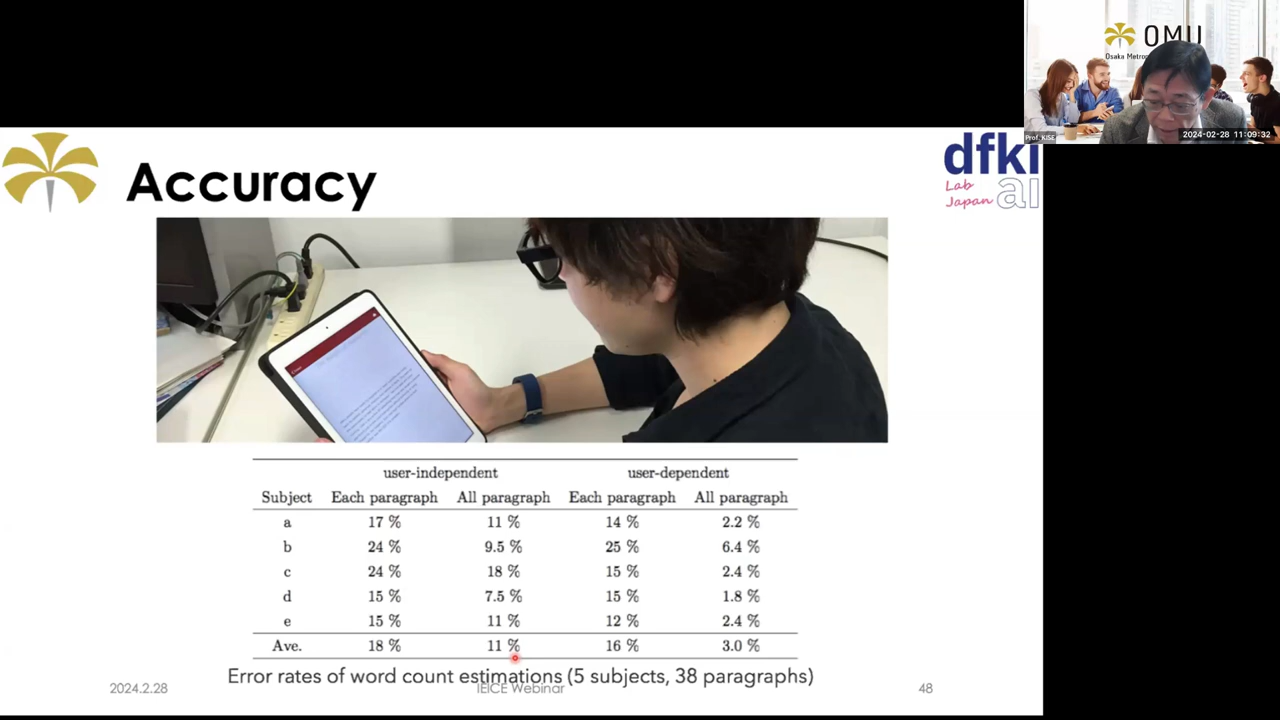 OMU
Osaka Metrop
Prof. KISE
2024-02-28 11:09:32
Accuracy
dfki
Lab
Japan
ai
user-independent user-dependent
Subject Each paragraph All paragraph Each paragraph All paragraph
a 17 % 11 % 14 % 2.2 %
b 24 % 9.5 % 25 % 6.4 %
c 24 % 18 % 15 % 2.4 %
d 15 % 7.5 % 15 % 1.8 %
e 15 % 11 % 12 % 2.4 %
Ave. 18 % 11 % 16 % 3.0 %
Error rates of word count estimations (5 subjects, 38 paragraphs)
2024.2.28 IEICE Webinar 48